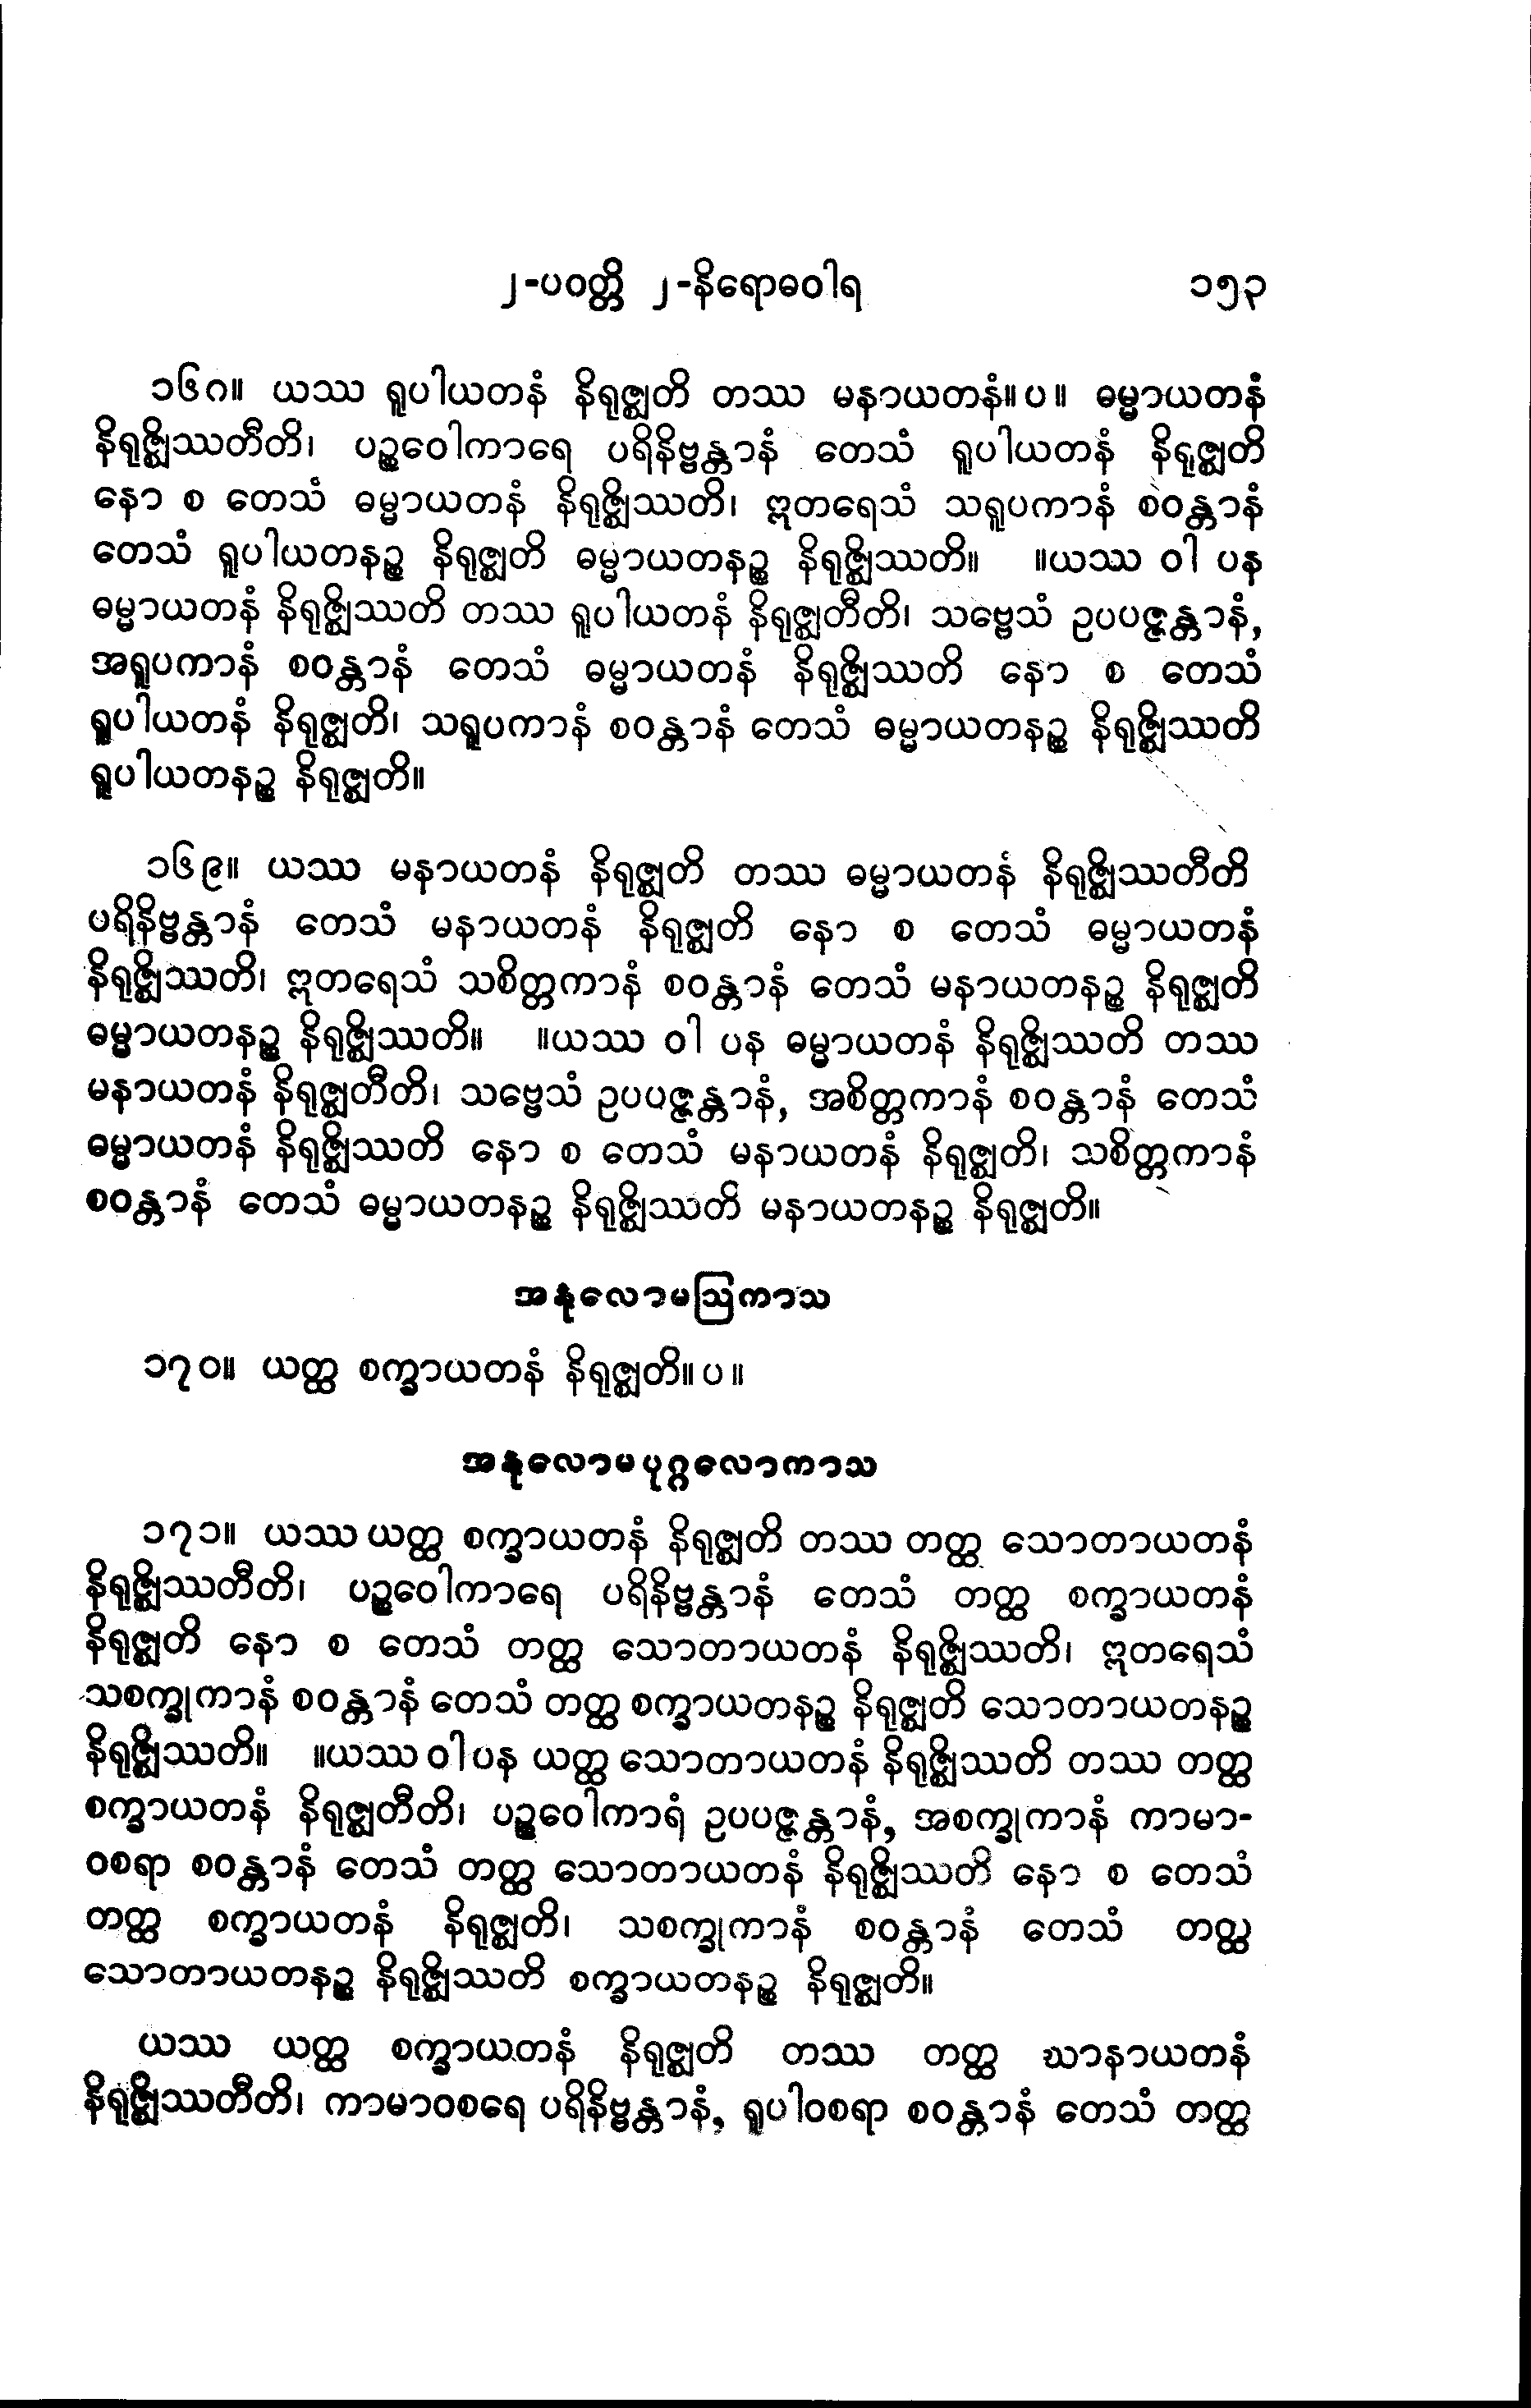 ၂-ပဝတ္တိ ၂-နိရောဓဝါရ ၁၅၃
၁၆၈။ ယဿ ရူပါယတနံ နိရုဇ္ဈတိ တဿ မနာယတနံ။ပ။ ဓမ္မာယတနံ
နိရုဇ္ဈိဿတီတိ၊ ပဉ္စဝေါကာရေ ပရိနိဗ္ဗန္တာနံ တေသံ ရူပါယတနံ နိရုဇ္ဈတိ
နော စ တေသံ ဓမ္မာယတနံ နိရုဇ္ဈိဿတိ၊ ဣတရေသံ သရူပကာနံ စဝန္တာနံ
တေသံ ရူပါယတနဉ္စ နိရုဇ္ဈတိ ဓမ္မာယတနဉ္စ နိရုဇ္ဈိဿတိ။ ။ယဿ ဝါ ပန
ဓမ္မာယတနံ နိရုဇ္ဈိဿတိ တဿ ရူပါယတနံ နိရုဇ္ဈတီတိ၊ သဗ္ဗေသံ ဥပပဇ္ဇန္တာနံ,
အရူပကာနံ စဝန္တာနံ တေသံ ဓမ္မာယတနံ နိရုဇ္ဈိဿတိ နော စ တေသံ
ရူပါယတနံ နိရုဇ္ဈတိ၊ သရူပကာနံ စဝန္တာနံ တေသံ ဓမ္မာယတနဉ္စ နိရုဇ္ဈိဿတိ
ရူပါယတနဉ္စ နိရုဇ္ဈတိ။
၁၆၉။ ယဿ မနာယတနံ နိရုဇ္ဈတိ တဿ ဓမ္မာယတနံ နိရုဇ္ဈိဿတီတိ
ပရိနိဗ္ဗန္တာနံ တေသံ မနာယတနံ နိရုဇ္ဈတိ နော စ တေသံ ဓမ္မာယတနံ
နိရုဇ္ဈိဿတိ၊ ဣတရေသံ သစိတ္တကာနံ စဝန္တာနံ တေသံ မနာယတနဉ္စ နိရုဇ္ဈတိ
ဓမ္မာယတနဉ္စ နိရုဇ္ဈိဿတိ။ ။ယဿ ဝါ ပန ဓမ္မာယတနံ နိရုဇ္ဈိဿတိ တဿ
မနာယတနံ နိရုဇ္ဈတီတိ၊ သဗ္ဗေသံ ဥပပဇ္ဇန္တာနံ, အစိတ္တကာနံ စဝန္တာနံ တေသံ
ဓမ္မာယတနံ နိရုဇ္ဈိဿတိ နော စ တေသံ မနာယတနံ နိရုဇ္ဈတိ၊ သစိတ္တကာနံ
စဝန္တာနံ တေသံ ဓမ္မာယတနဉ္စ နိရုဇ္ဈိဿတိ မနာယတနဉ္စ နိရုဇ္ဈတိ။
အနုလောမဩကာသ
၁၇၀။ ယတ္ထ စက္ခာယတနံ နိရုဇ္ဈတိ။ပ။
အနုလောမပုဂ္ဂလောကာသ
၁၇၁။ ယဿ ယတ္ထ စက္ခာယတနံ နိရုဇ္ဈတိ တဿ တတ္ထ သောတာယတနံ
နိရုဇ္ဈိဿတီတိ၊ ပဉ္စဝေါကာရေ ပရိနိဗ္ဗန္တာနံ တေသံ တတ္ထ စက္ခာယတနံ
နိရုဇ္ဈတိ နော စ တေသံ တတ္ထ သောတာယတနံ နိရုဇ္ဈိဿတိ၊ ဣတရေသံ
သစက္ခုကာနံ စဝန္တာနံ တေသံ တတ္ထ စက္ခာယတနဉ္စ နိရုဇ္ဈတိ သောတာယတနဉ္စ
နိရုဇ္ဈိဿတိ။ ။ယဿ ဝါ ပန ယတ္ထ သောတာယတနံ နိရုဇ္ဈိဿတိ တဿ တတ္ထ
စက္ခာယတနံ နိရုဇ္ဈတီတိ၊ ပဉ္စဝေါကာရံ ဥပပဇ္ဇန္တာနံ, အစက္ခုကာနံ ကာမာ-
ဝစရာ စဝန္တာနံ တေသံ တတ္ထ သောတာယတနံ နိရုဇ္ဈိဿတိ နော စ တေသံ
တတ္ထ စက္ခာယတနံ နိရုဇ္ဈတိ၊ သစက္ခုကာနံ စဝန္တာနံ တေသံ တတ္ထ
သောတာယတနဉ္စ နိရုဇ္ဈိဿတိ စက္ခာယတနဉ္စ နိရုဇ္ဈတိ။
ယဿ ယတ္ထ စက္ခာယတနံ နိရုဇ္ဈတိ တဿ တတ္ထ ဃာနာယတနံ
နိရုဇ္ဈိဿတီတိ၊ ကာမာဝစရေ ပရိနိဗ္ဗန္တာနံ, ရူပါဝစရာ စဝန္တာနံ တေသံ တတ္ထ